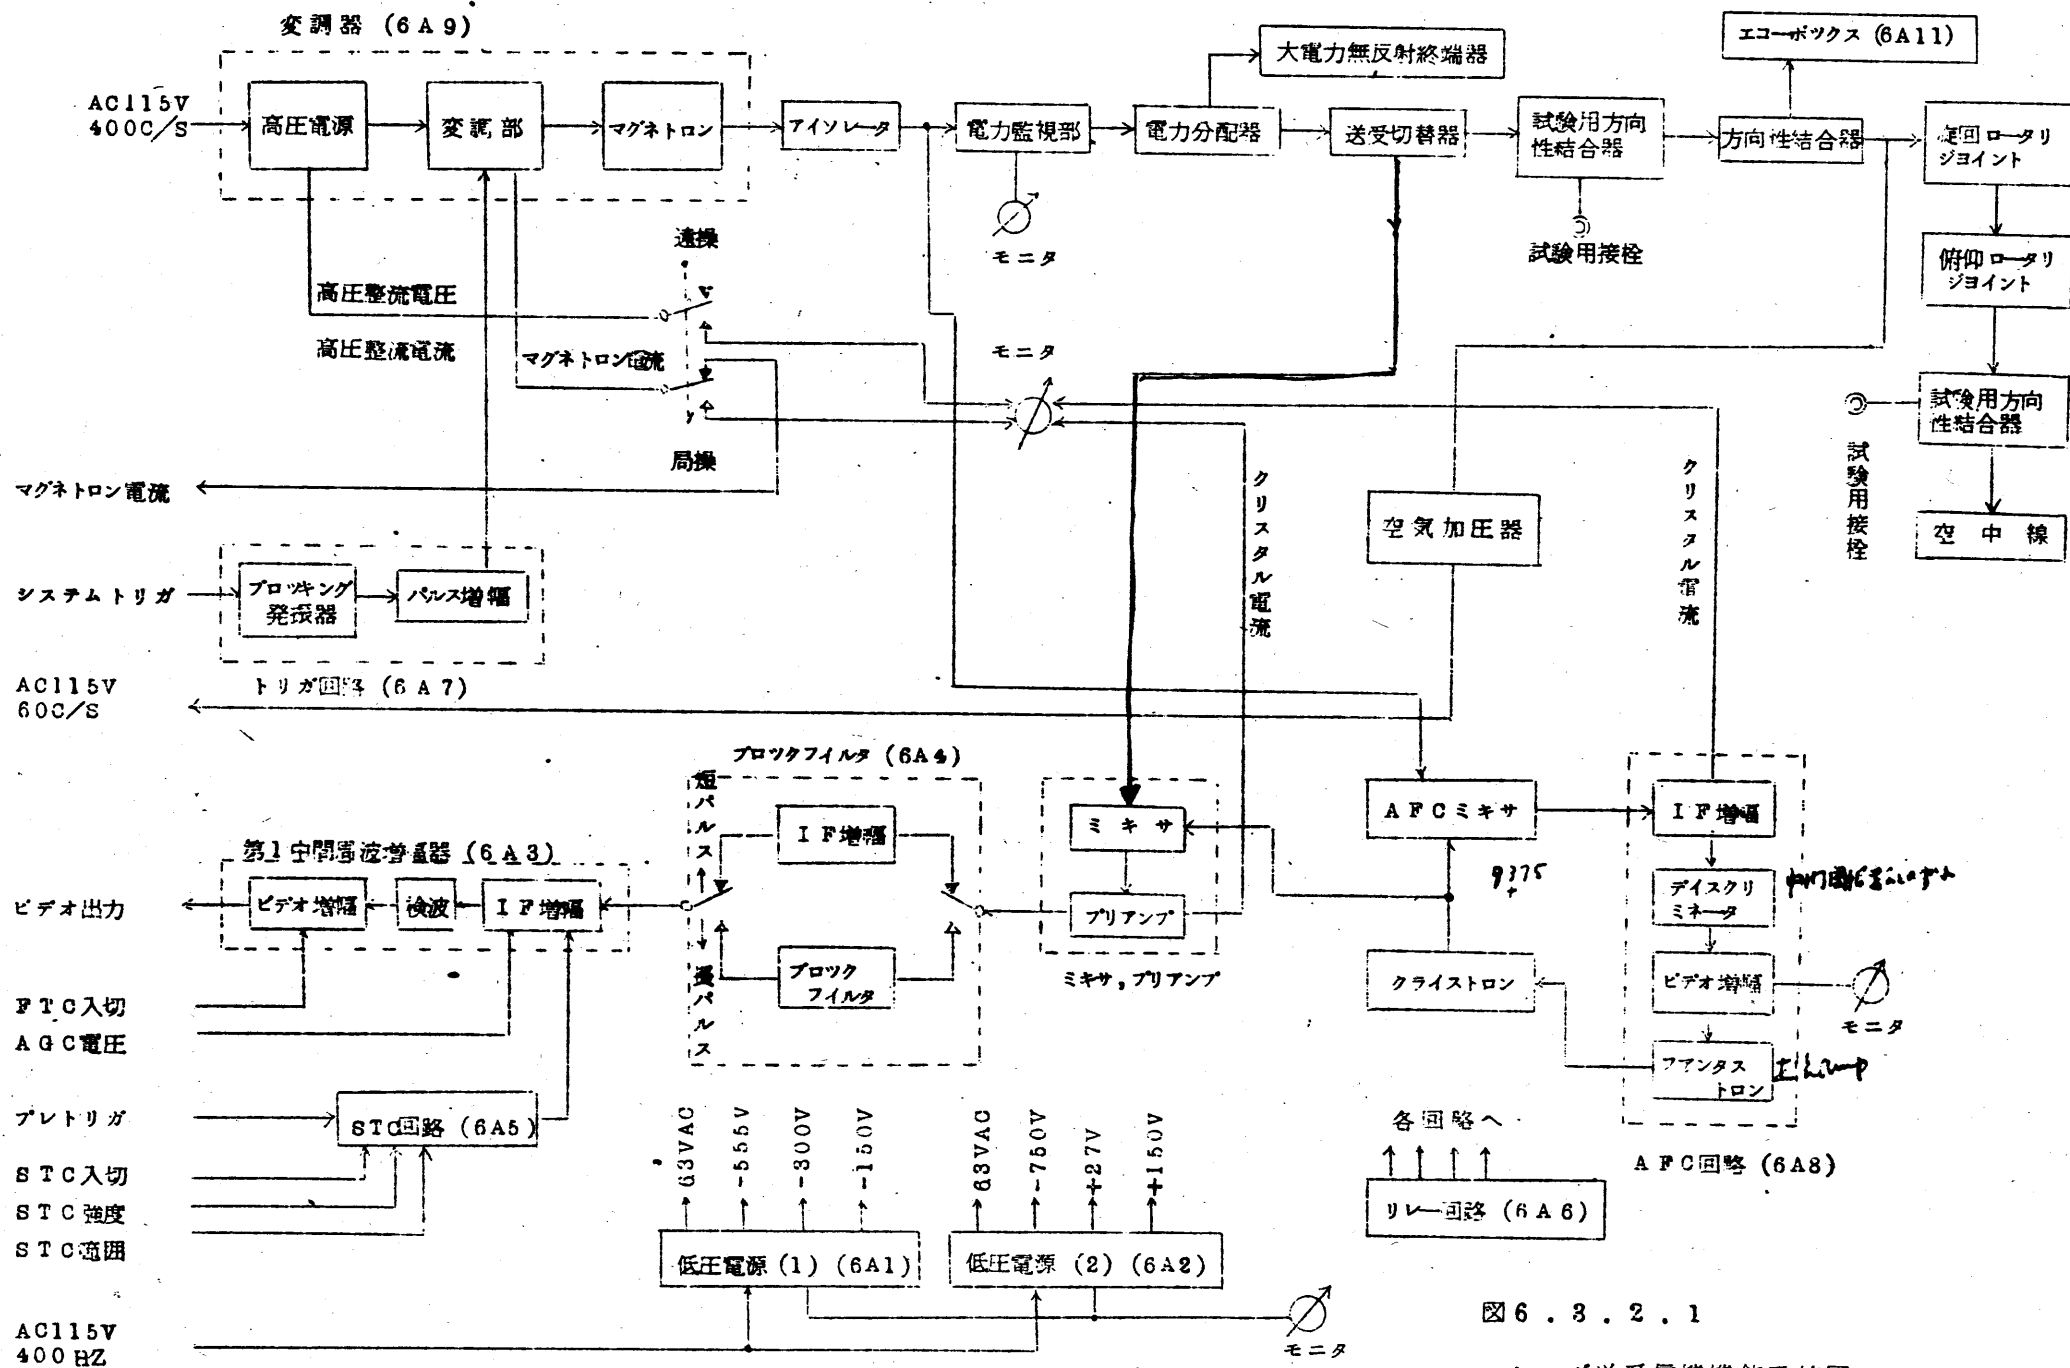 変調器 (6A9)
AC115V
400C/S
高圧電源
変調部
マグネトロン
アイソレータ
電力監視部
モニタ
大電力無反射終端器
電力分配器
送受切替器
試験用方向
性結合器
試験用接栓
エコーボックス (6A11)
方向性結合器
旋回ロータリ
ジョイント
俯仰ロータリ
ジョイント
試験用方向
性結合器
試験用接栓
空中線
遠操
高圧整流電圧
高圧整流電流
マグネトロン電流
局操
モニタ
マグネトロン電流
システムトリガ
ブロッキング
発振器
パルス増幅
トリガ回路 (6A7)
クリスタル電流
空気加圧器
クリスタル電流
AC115V
60C/S
ブロックフィルタ (6A4)
短パルス
IF増幅
ブロック
フィルタ
長パルス
ミキサ
プリアンプ
ミキサ,プリアンプ
AFCミキサ
9375
クライストロン
IF増幅
ディスクリ
ミネータ
ビデオ増幅
モニタ
ファンタス
トロン
AFC回路 (6A8)
第1中間周波増幅器 (6A3)
ビデオ出力
ビデオ増幅
検波
IF増幅
FTC入切
AGC電圧
プレトリガ
STC回路 (6A5)
STC入切
STC強度
STC範囲
63VAC
-555V
-300V
-150V
低圧電源 (1) (6A1)
63VAC
-750V
+27V
+150V
低圧電源 (2) (6A2)
各回路へ
リレー回路 (6A6)
モニタ
AC115V
400HZ
図6.3.2.1